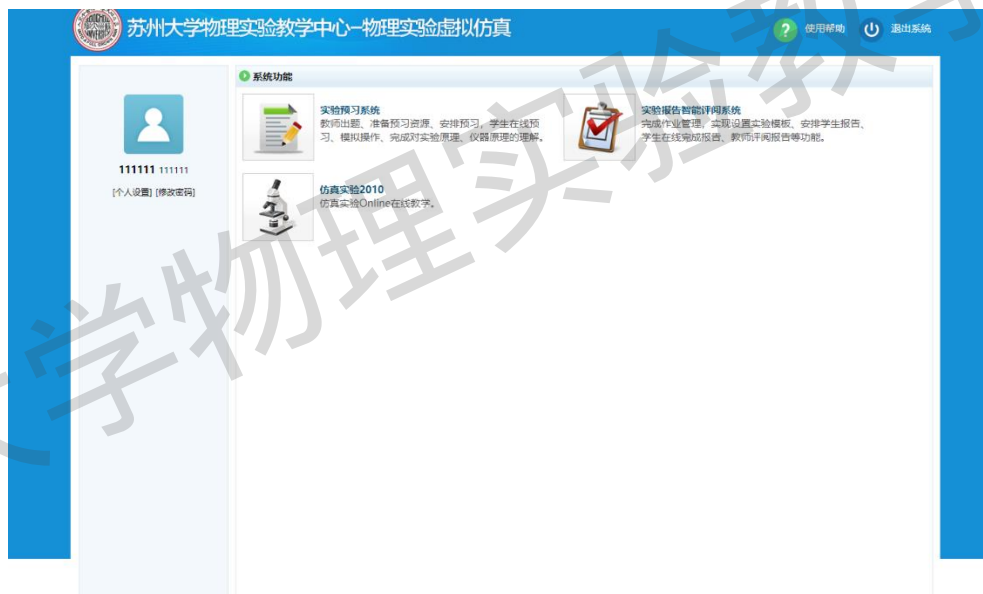 苏州大学物理实验教学中心-物理实验虚拟仿真
使用帮助
退出系统
系统功能
111111 111111
[个人设置] [修改密码]
实验预习系统
教师出题、准备预习资源、安排预习，学生在线预
习、模拟操作、完成对实验原理、仪器原理的理解。
实验报告智能评阅系统
完成作业管理，实现设置实验模板、安排学生报告、
学生在线完成报告、教师评阅报告等功能。
仿真实验2010
仿真实验Online在线教学。
大学物理实验教学